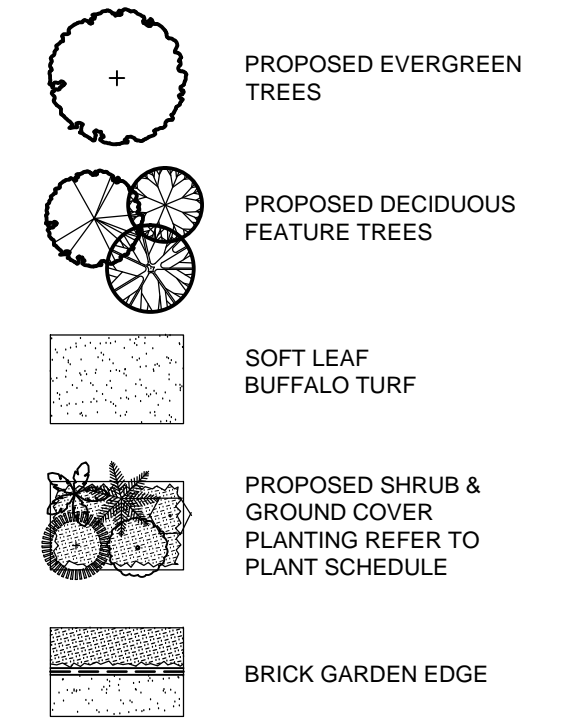 PROPOSED EVERGREEN
TREES
PROPOSED DECIDUOUS
FEATURE TREES
SOFT LEAF
BUFFALO TURF
PROPOSED SHRUB &
GROUND COVER
PLANTING REFER TO
PLANT SCHEDULE
BRICK GARDEN EDGE